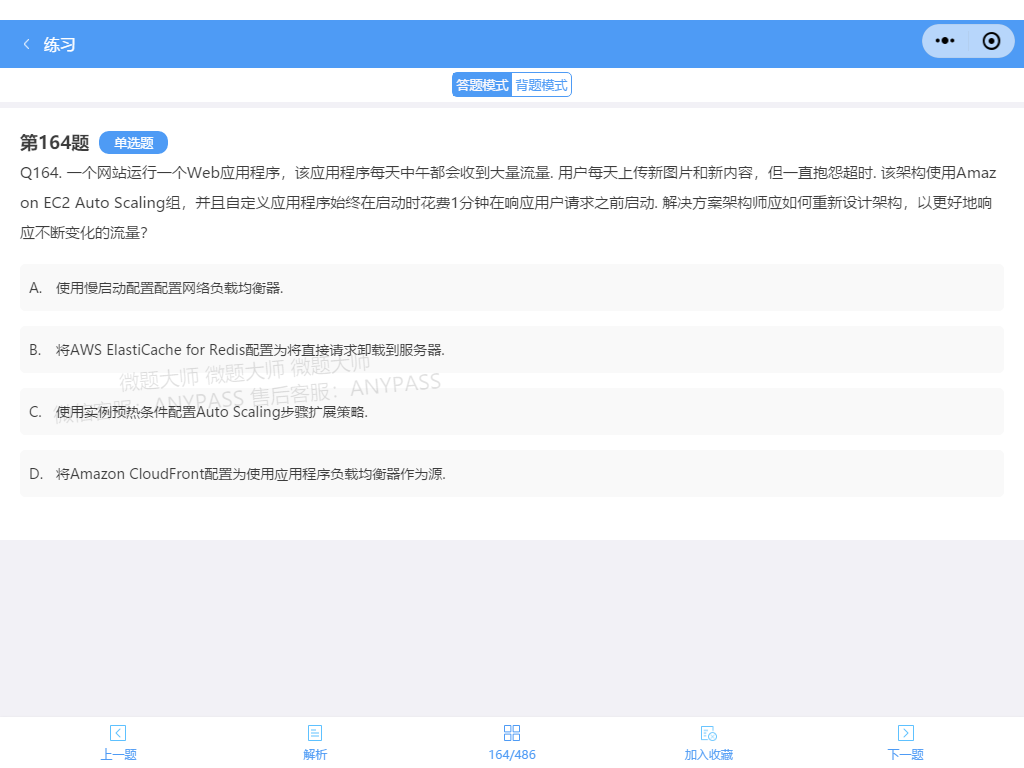 练习
答题模式 背题模式
第164题 单选题
Q164. 一个网站运行一个Web应用程序，该应用程序每天中午都会收到大量流量. 用户每天上传新图片和新内容，但一直抱怨超时. 该架构使用Amaz
on EC2 Auto Scaling组，并且自定义应用程序始终在启动时花费1分钟在响应用户请求之前启动. 解决方案架构师应如何重新设计架构，以更好地响
应不断变化的流量?
A. 使用慢启动配置配置网络负载均衡器.
B. 将AWS ElastiCache for Redis配置为将直接请求卸载到服务器.
微题大师 微题大师 微题大师
微信客服：ANYPASS 售后客服：ANYPASS
C. 使用实例预热条件配置Auto Scaling步骤扩展策略.
D. 将Amazon CloudFront配置为使用应用程序负载均衡器作为源.
上一题 解析 164/486 加入收藏 下一题